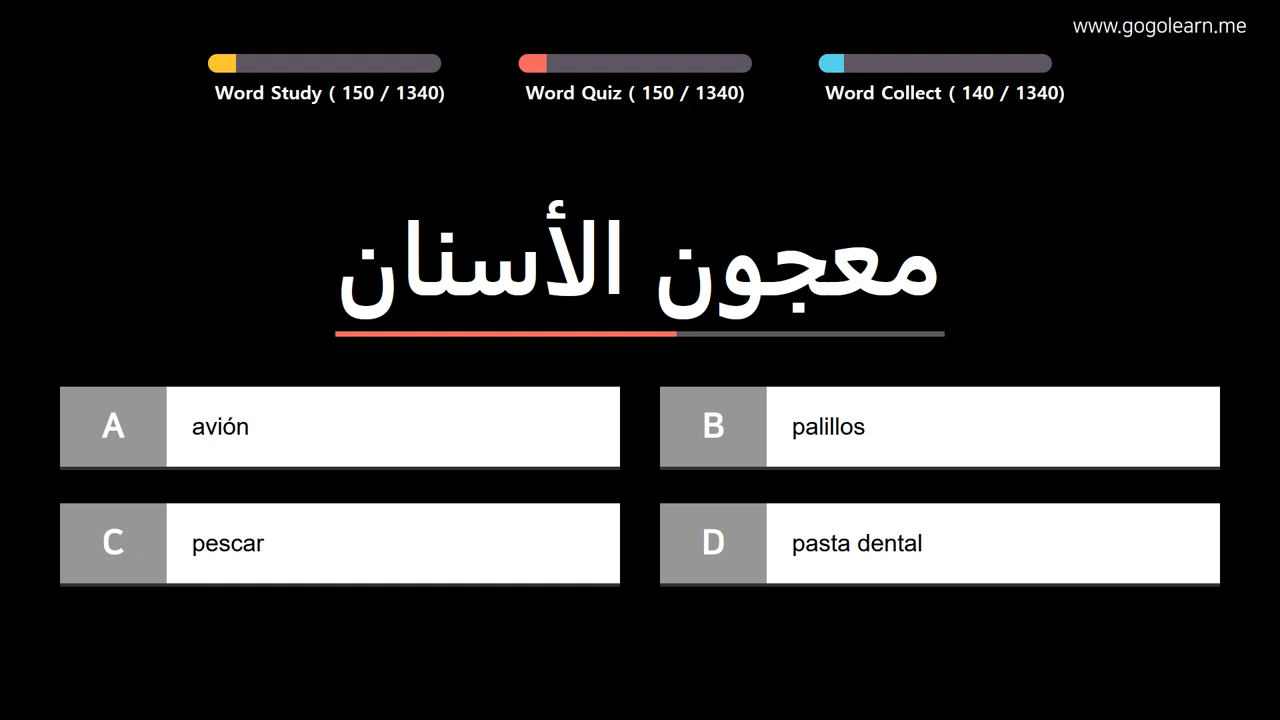 www.gogolearn.me
Word Study ( 150 / 1340)
Word Quiz ( 150 / 1340)
Word Collect ( 140 / 1340)
معجون الأسنان
A avión
B palillos
C pescar
D pasta dental